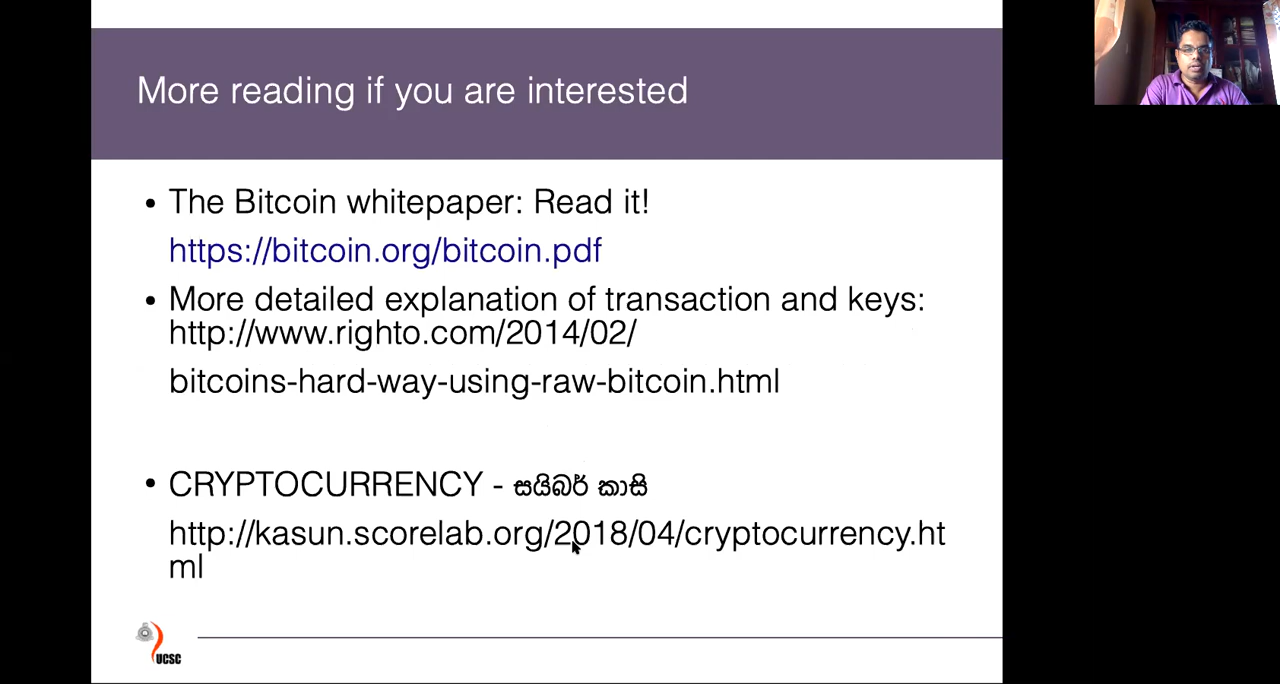 More reading if you are interested
• The Bitcoin whitepaper: Read it!
https://bitcoin.org/bitcoin.pdf
• More detailed explanation of transaction and keys:
http://www.righto.com/2014/02/
bitcoins-hard-way-using-raw-bitcoin.html
• CRYPTOCURRENCY - සයිබර් කාසි
http://kasun.scorelab.org/2018/04/cryptocurrency.ht
ml
UCSC